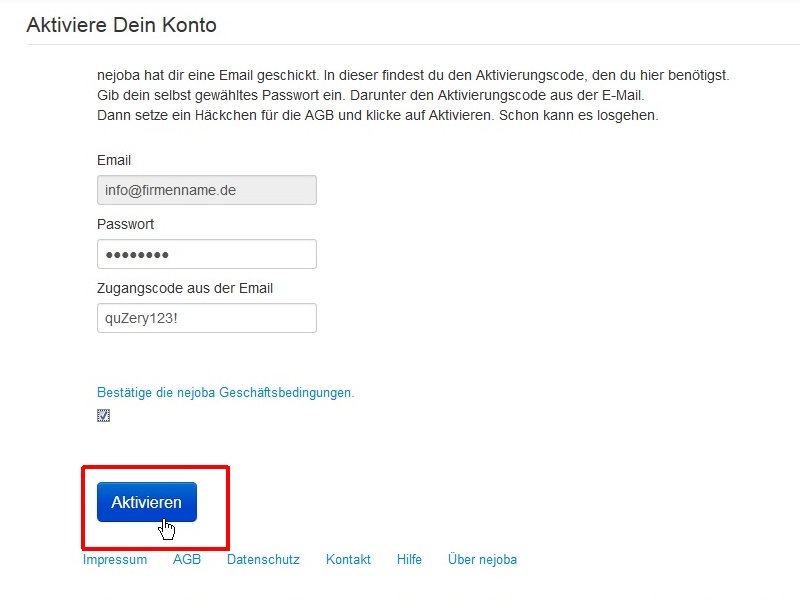 Aktiviere Dein Konto
nejoba hat dir eine Email geschickt. In dieser findest du den Aktivierungscode, den du hier benötigst.
Gib dein selbst gewähltes Passwort ein. Darunter den Aktivierungscode aus der E-Mail.
Dann setze ein Häckchen für die AGB und klicke auf Aktivieren. Schon kann es losgehen.
Email
info@firmenname.de
Passwort
●●●●●●●●
Zugangscode aus der Email
quZery123!
Bestätige die nejoba Geschäftsbedingungen.
Aktivieren
Impressum AGB Datenschutz Kontakt Hilfe Über nejoba